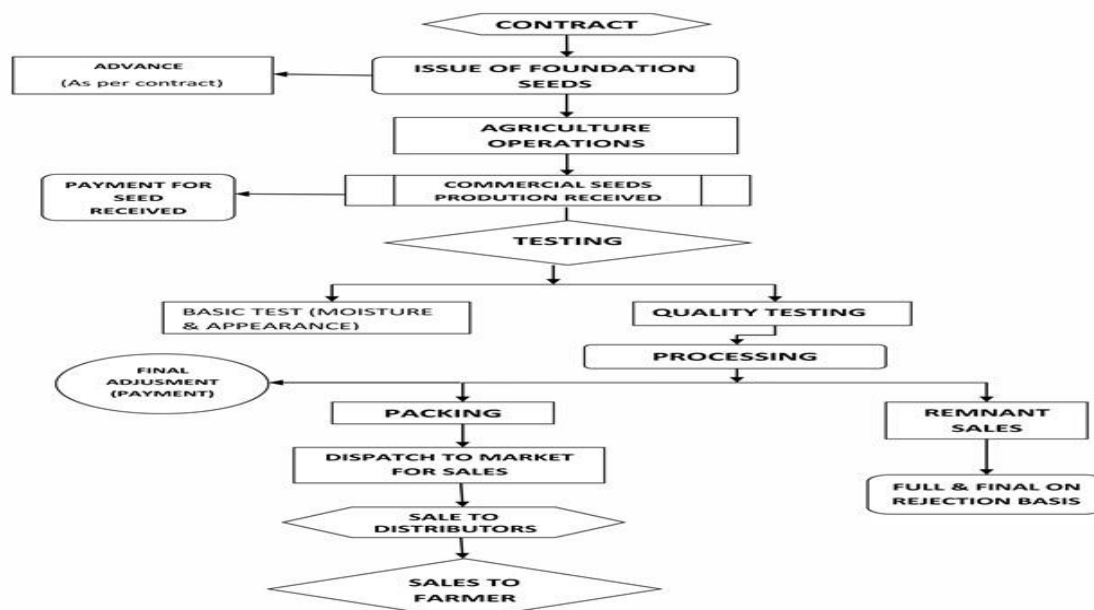 CONTRACT
ADVANCE
(As per contract)
ISSUE OF FOUNDATION
SEEDS
AGRICULTURE
OPERATIONS
PAYMENT FOR
SEED
RECEIVED
COMMERCIAL SEEDS
PRODUTION RECEIVED
TESTING
BASIC TEST (MOISTURE
& APPEARANCE)
QUALITY TESTING
PROCESSING
FINAL
ADJUSMENT
(PAYMENT)
PACKING
REMNANT
SALES
DISPATCH TO MARKET
FOR SALES
FULL & FINAL ON
REJECTION BASIS
SALE TO
DISTRIBUTORS
SALES TO
FARMER